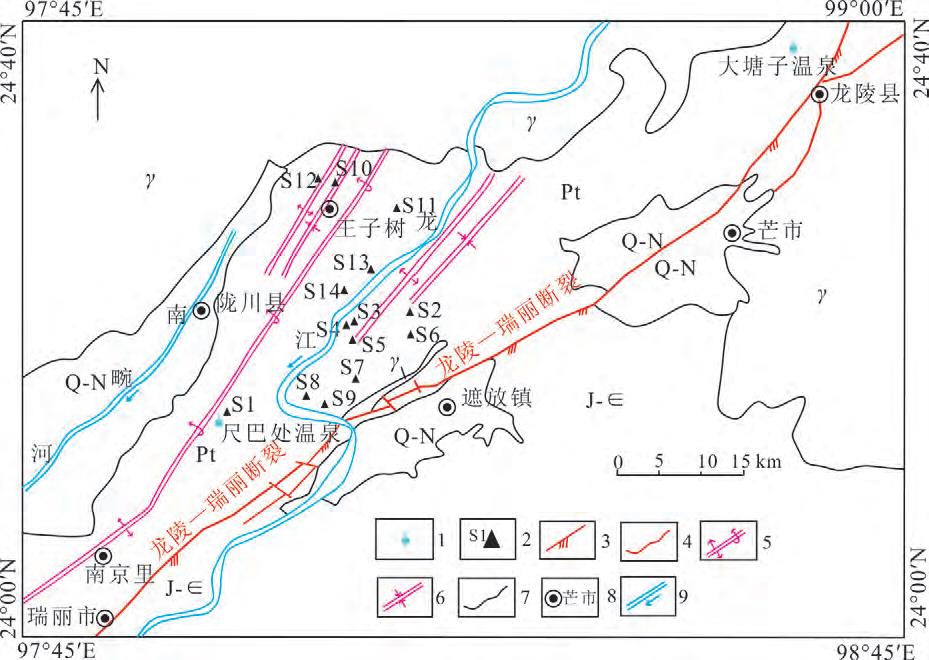 97°45′E
99°00′E
24°40′N
24°40′N
N
大塘子温泉
龙陵县
γ
γ
S12
S10
Pt
S11
王子树
龙
芒市
Q-N
Q-N
S13
S14
γ
南
陇川县
S3
S2
S4
江
S5
S6
龙陵—瑞丽断裂
γ
Q-N
畹
S7
S8
S9
遮放镇
J-∈
S1
尺巴处温泉
Q-N
河
Pt
0 5 10 15 km
龙陵—瑞丽断裂
1
S1 2
3
4
5
南京里
J-∈
6
7
芒市 8
9
瑞丽市
24°00′N
24°00′N
97°45′E
98°45′E